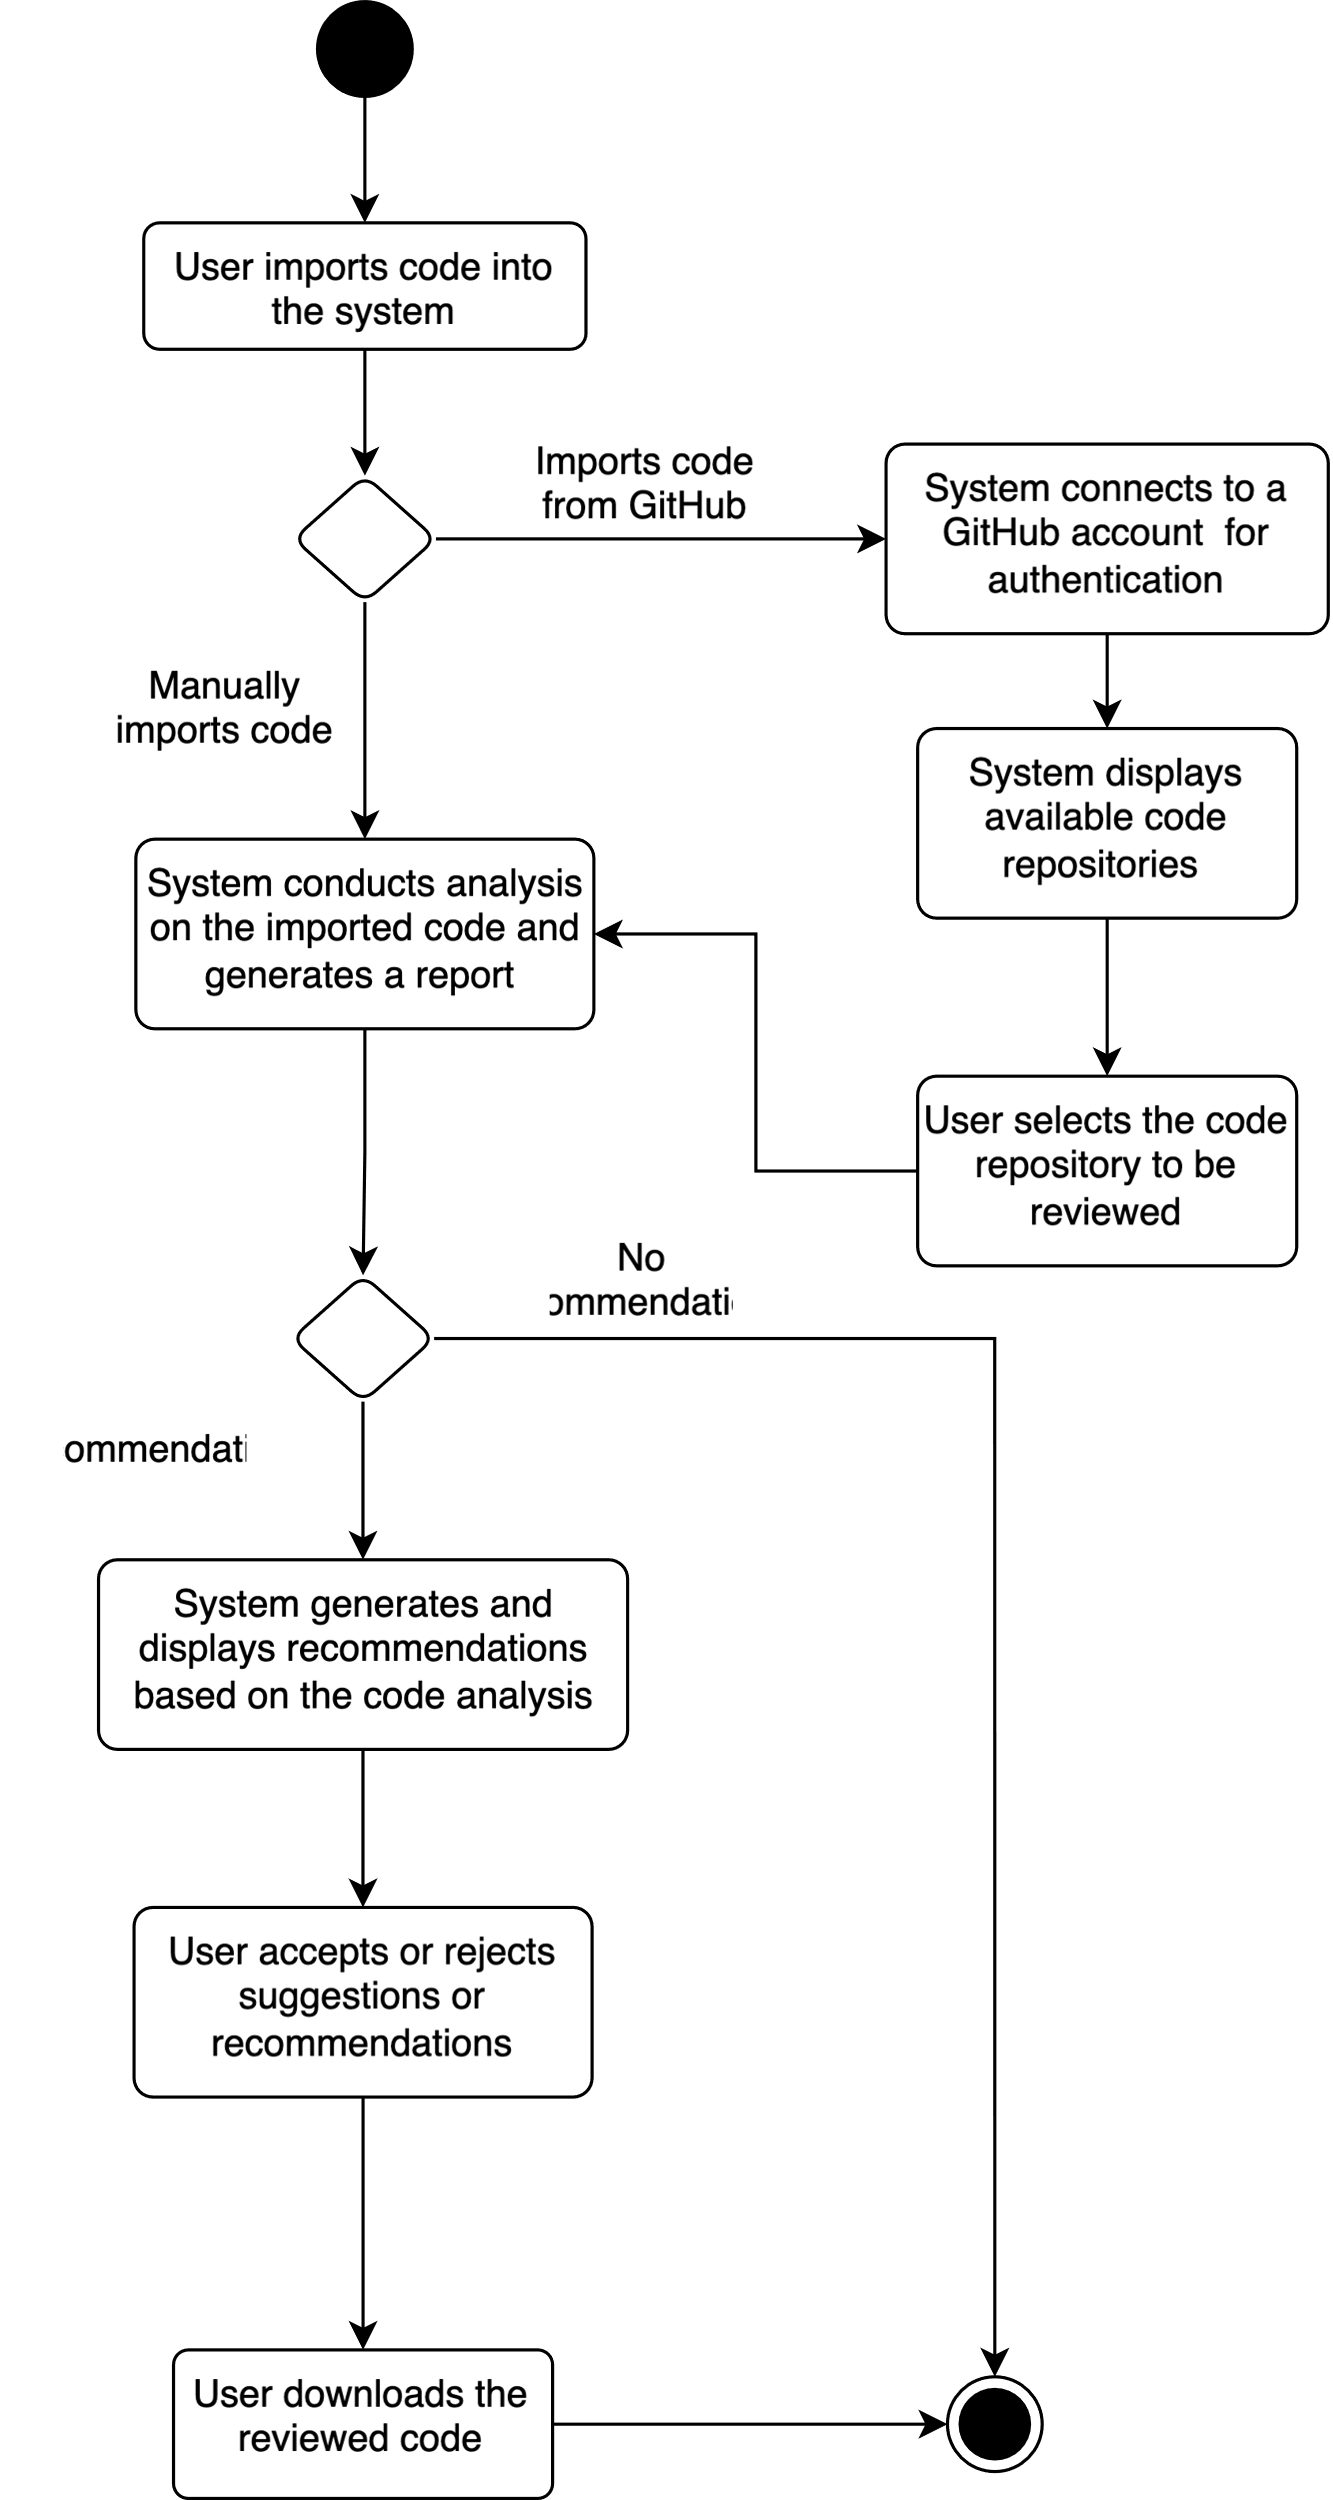 User imports code into
the system
Imports code
from GitHub
System connects to a
GitHub account  for
authentication
Manually
imports code
System displays
available code
repositories
System conducts analysis
on the imported code and
generates a report
User selects the code
repository to be
reviewed
No
ommendati
ommendati
System generates and
displays recommendations
based on the code analysis
User accepts or rejects
suggestions or
recommendations
User downloads the
reviewed code